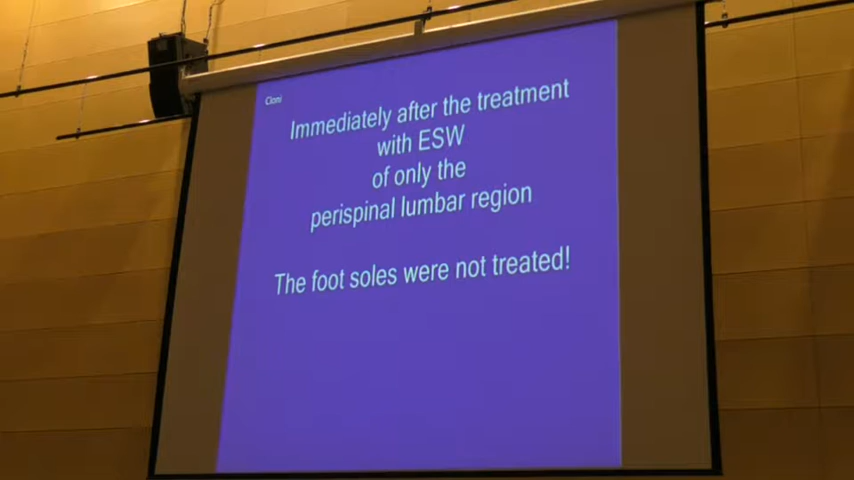 Cloni
Immediately after the treatment
with ESW
of only the
perispinal lumbar region
The foot soles were not treated!